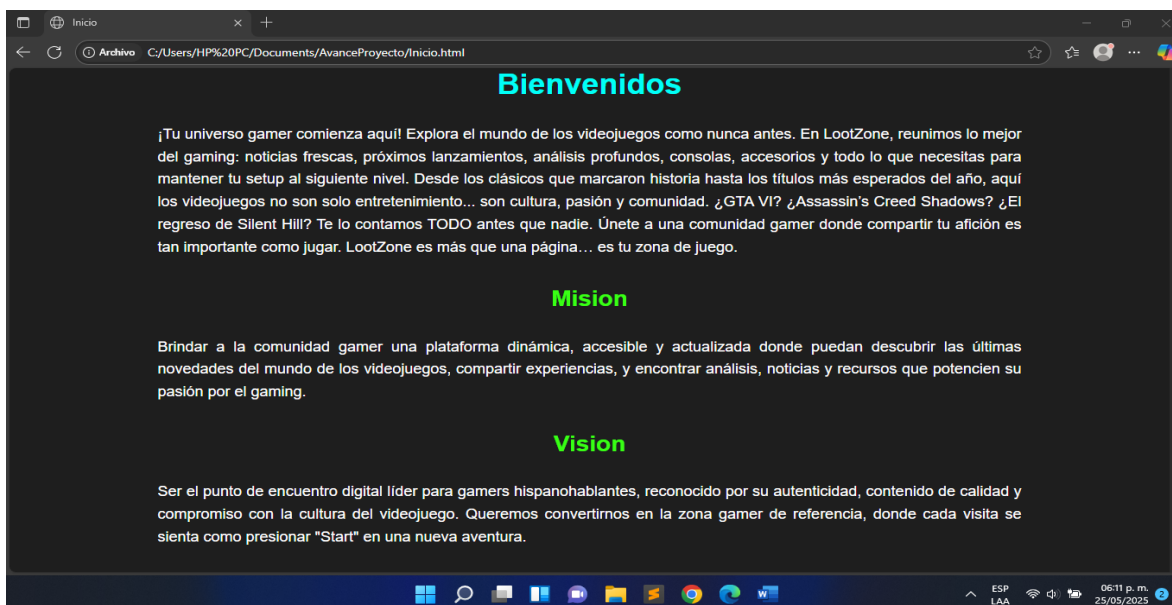 Inicio
Archivo C:/Users/HP%20PC/Documents/AvanceProyecto/Inicio.html
Bienvenidos
¡Tu universo gamer comienza aquí! Explora el mundo de los videojuegos como nunca antes. En LootZone, reunimos lo mejor
del gaming: noticias frescas, próximos lanzamientos, análisis profundos, consolas, accesorios y todo lo que necesitas para
mantener tu setup al siguiente nivel. Desde los clásicos que marcaron historia hasta los títulos más esperados del año, aquí
los videojuegos no son solo entretenimiento... son cultura, pasión y comunidad. ¿GTA VI? ¿Assassin’s Creed Shadows? ¿El
regreso de Silent Hill? Te lo contamos TODO antes que nadie. Únete a una comunidad gamer donde compartir tu afición es
tan importante como jugar. LootZone es más que una página… es tu zona de juego.
Mision
Brindar a la comunidad gamer una plataforma dinámica, accesible y actualizada donde puedan descubrir las últimas
novedades del mundo de los videojuegos, compartir experiencias, y encontrar análisis, noticias y recursos que potencien su
pasión por el gaming.
Vision
Ser el punto de encuentro digital líder para gamers hispanohablantes, reconocido por su autenticidad, contenido de calidad y
compromiso con la cultura del videojuego. Queremos convertirnos en la zona gamer de referencia, donde cada visita se
sienta como presionar "Start" en una nueva aventura.
ESP 06:11 p. m.
LAA 25/05/2025 2